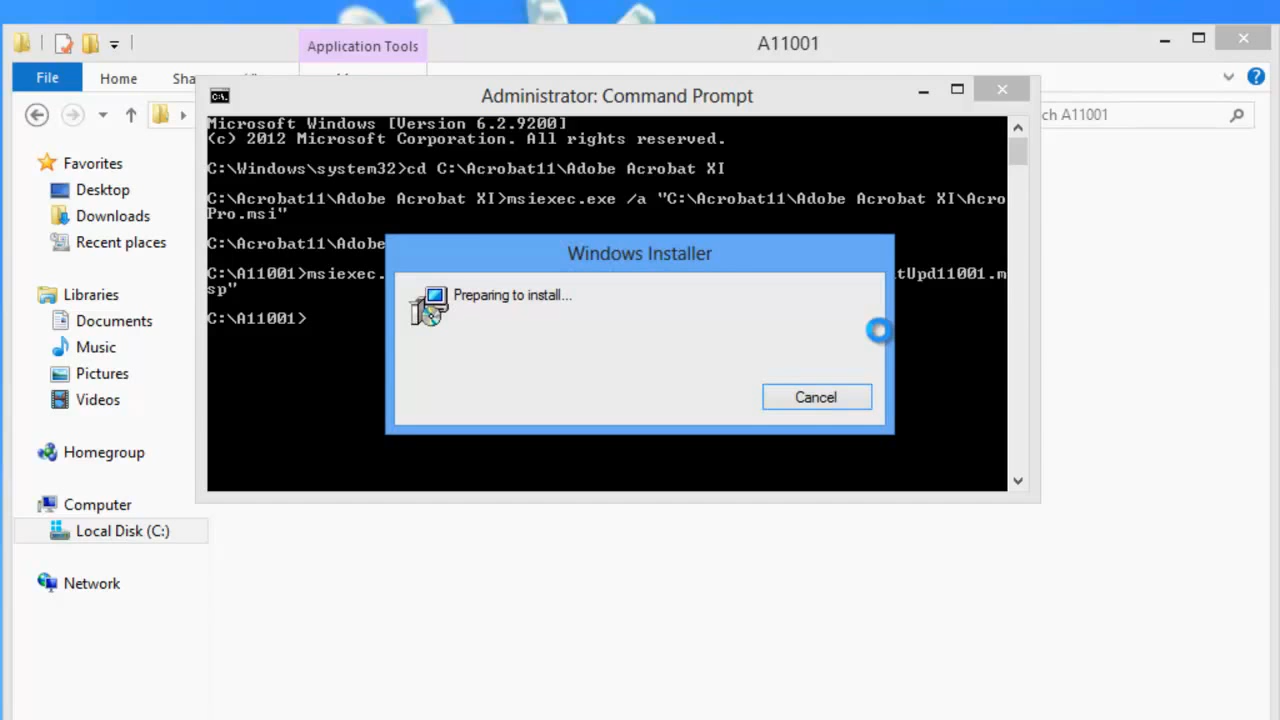 Application Tools
A11001
File
Home
Sha
ch A11001
Administrator: Command Prompt
Microsoft Windows [Version 6.2.9200]
(c) 2012 Microsoft Corporation. All rights reserved.
C:\Windows\system32>cd C:\Acrobat11\Adobe Acrobat XI
C:\Acrobat11\Adobe Acrobat XI>msiexec.exe /a "C:\Acrobat11\Adobe Acrobat XI\Acro
Pro.msi"
C:\Acrobat11\Adobe
C:\A11001>msiexec. tUpd11001.m
sp"
C:\A11001>
Windows Installer
Preparing to install...
Cancel
Favorites
Desktop
Downloads
Recent places
Libraries
Documents
Music
Pictures
Videos
Homegroup
Computer
Local Disk (C:)
Network